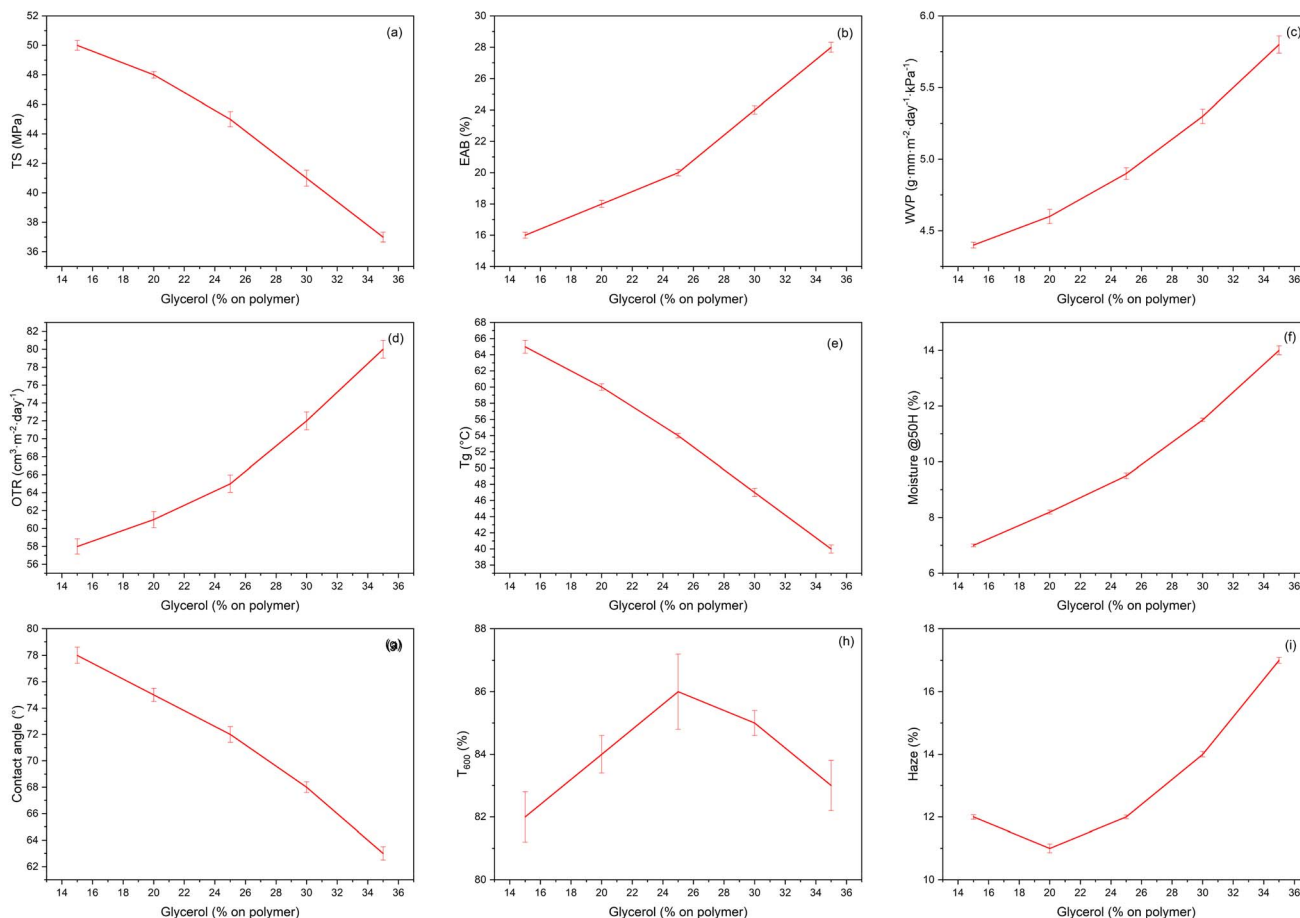 52
50
48
46
44
42
40
38
36
14 16 18 20 22 24 26 28 30 32 34 36
TS (MPa)
Glycerol (% on polymer)
(a)
30
28
26
24
22
20
18
16
14
14 16 18 20 22 24 26 28 30 32 34 36
EAB (%)
Glycerol (% on polymer)
(b)
6.0
5.5
5.0
4.5
14 16 18 20 22 24 26 28 30 32 34 36
WVP (g·mm·m⁻²·day⁻¹·kPa⁻¹)
Glycerol (% on polymer)
(c)
82
80
78
76
74
72
70
68
66
64
62
60
58
56
14 16 18 20 22 24 26 28 30 32 34 36
OTR (cm³·m⁻²·day⁻¹)
Glycerol (% on polymer)
(d)
68
66
64
62
60
58
56
54
52
50
48
46
44
42
40
38
14 16 18 20 22 24 26 28 30 32 34 36
Tg (°C)
Glycerol (% on polymer)
(e)
14
12
10
8
6
14 16 18 20 22 24 26 28 30 32 34 36
Moisture @50H (%)
Glycerol (% on polymer)
(f)
80
78
76
74
72
70
68
66
64
62
14 16 18 20 22 24 26 28 30 32 34 36
Contact angle (°)
Glycerol (% on polymer)
(g)
88
86
84
82
80
14 16 18 20 22 24 26 28 30 32 34 36
T₆₀₀ (%)
Glycerol (% on polymer)
(h)
18
16
14
12
10
14 16 18 20 22 24 26 28 30 32 34 36
Haze (%)
Glycerol (% on polymer)
(i)